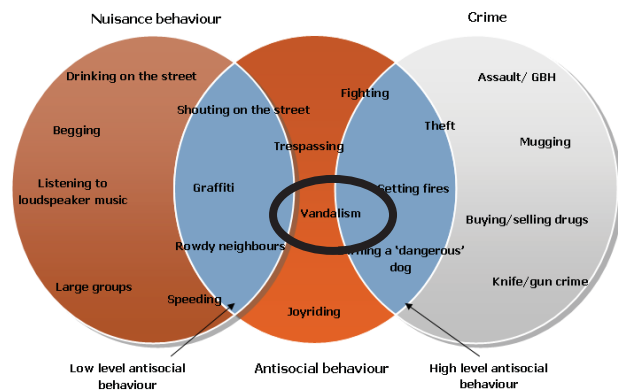 Nuisance behaviour
Crime
Drinking on the street
Assault/ GBH
Fighting
Shouting on the street
Theft
Begging
Mugging
Trespassing
Listening to
loudspeaker music
Graffiti
Setting fires
Vandalism
Buying/selling drugs
Rowdy neighbours
a 'dangerous'
dog
Large groups
Knife/gun crime
Speeding
Joyriding
Low level antisocial
behaviour
Antisocial behaviour
High level antisocial
behaviour